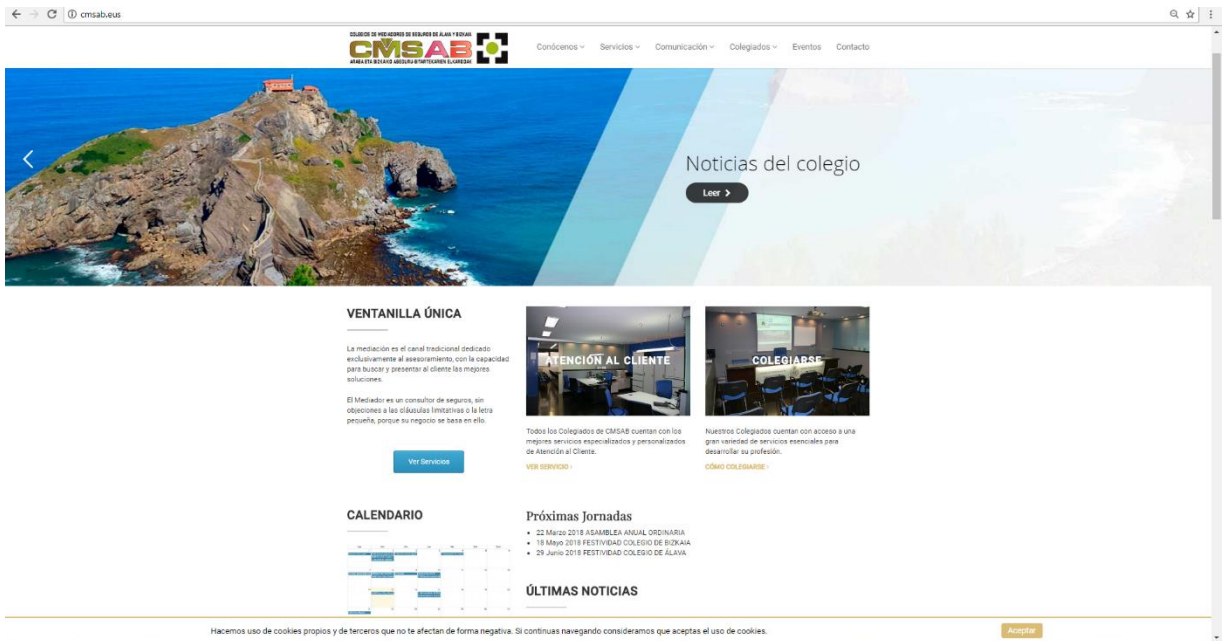 cmsab.eus
COLEGIOS DE MEDIADORES DE SEGUROS DE ÁLAVA Y BIZKAIA
CMSAB
ARABA ETA BIZKAIKO ASEGURU BITARTEKARIEN ELKARGOAK
Conócenos Servicios Comunicación Colegiados Eventos Contacto
Noticias del colegio
Leer
VENTANILLA ÚNICA
La mediación es el canal tradicional dedicado
exclusivamente al asesoramiento, con la capacidad
para buscar y presentar al cliente las mejores
soluciones.
El Mediador es un consultor de seguros, sin
objeciones a las cláusulas limitativas o la letra
pequeña, porque su negocio se basa en ello.
Ver Servicios
ATENCIÓN AL CLIENTE
Todos los Colegiados de CMSAB cuentan con los
mejores servicios especializados y personalizados
de Atención al Cliente.
VER SERVICIO
COLEGIARSE
Nuestros Colegiados cuentan con acceso a una
gran variedad de servicios esenciales para
desarrollar su profesión.
CÓMO COLEGIARSE
CALENDARIO
Próximas Jornadas
22 Marzo 2018 ASAMBLEA ANUAL ORDINARIA
18 Mayo 2018 FESTIVIDAD COLEGIO DE BIZKAIA
29 Junio 2018 FESTIVIDAD COLEGIO DE ÁLAVA
ÚLTIMAS NOTICIAS
Hacemos uso de cookies propios y de terceros que no te afectan de forma negativa. Si continuas navegando consideramos que aceptas el uso de cookies.
Aceptar